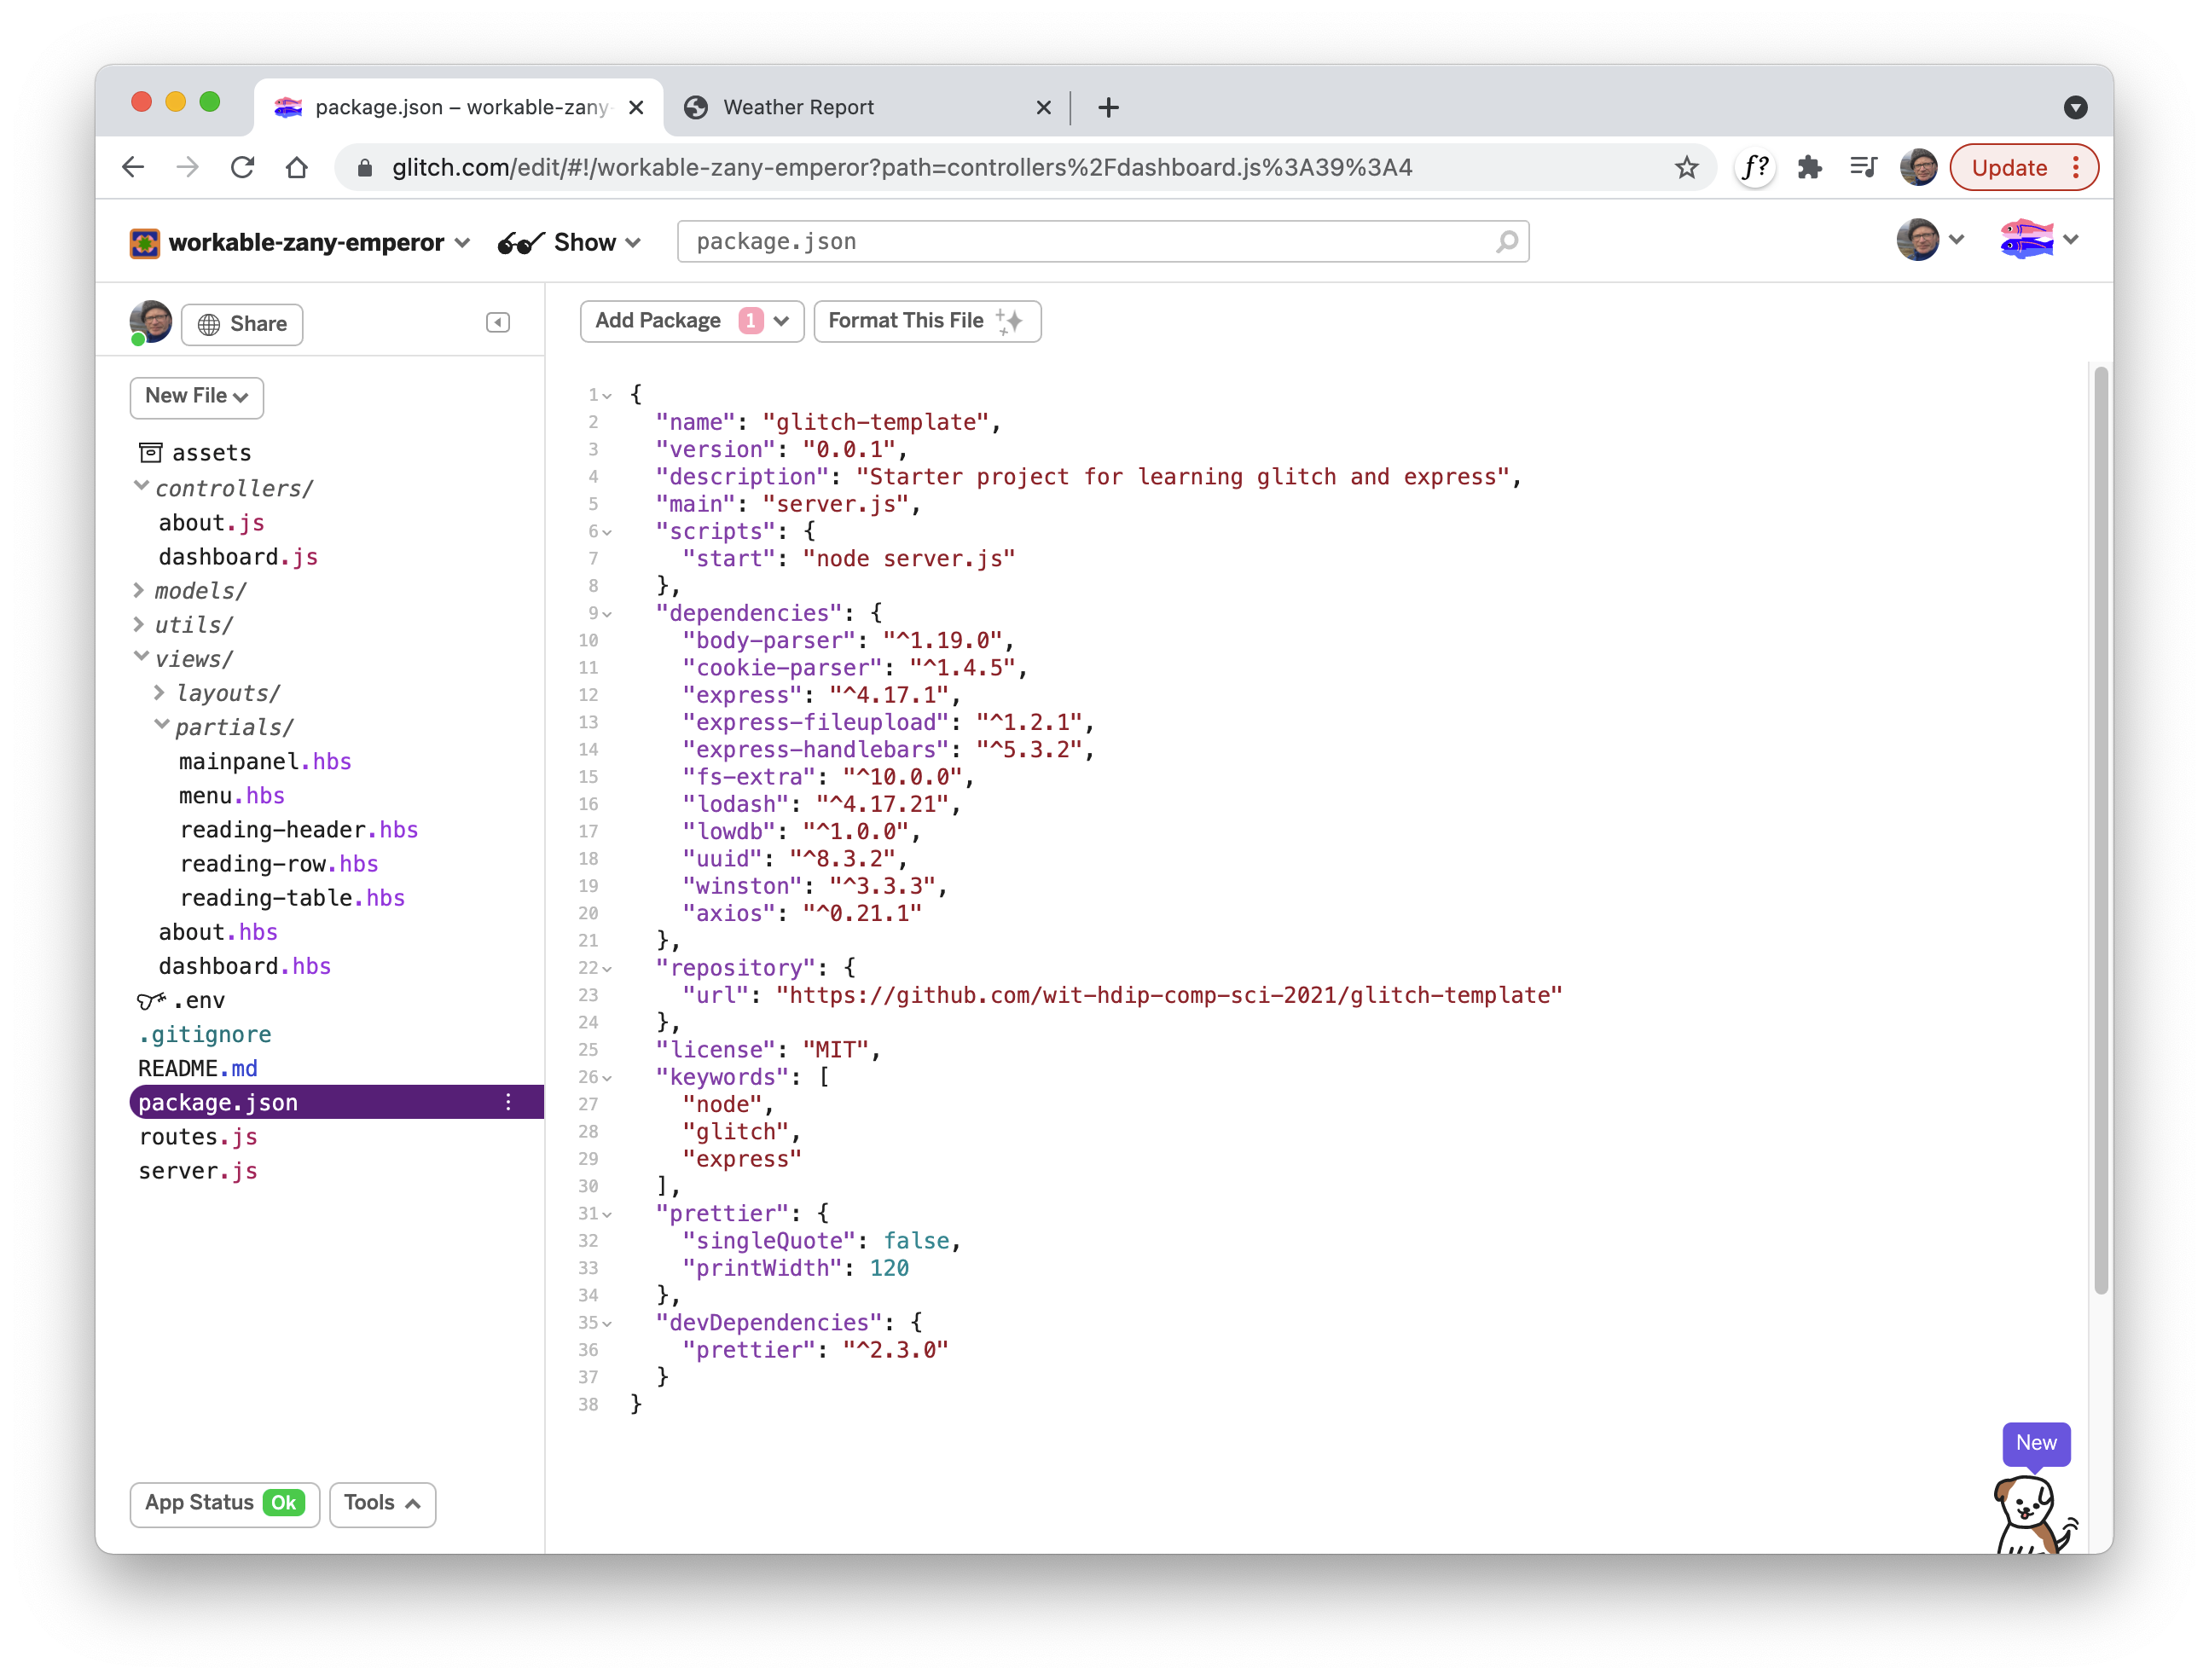 package.json – workable-zany-
Weather Report
glitch.com/edit/#!/workable-zany-emperor?path=controllers%2Fdashboard.js%3A39%3A4
f?
Update
workable-zany-emperor
Show
package.json
Share
Add Package 1
Format This File
New File
assets
controllers/
about.js
dashboard.js
models/
utils/
views/
layouts/
partials/
mainpanel.hbs
menu.hbs
reading-header.hbs
reading-row.hbs
reading-table.hbs
about.hbs
dashboard.hbs
.env
.gitignore
README.md
package.json
routes.js
server.js
App Status Ok
Tools
1 {
2 "name": "glitch-template",
3 "version": "0.0.1",
4 "description": "Starter project for learning glitch and express",
5 "main": "server.js",
6 "scripts": {
7 "start": "node server.js"
8 },
9 "dependencies": {
10 "body-parser": "^1.19.0",
11 "cookie-parser": "^1.4.5",
12 "express": "^4.17.1",
13 "express-fileupload": "^1.2.1",
14 "express-handlebars": "^5.3.2",
15 "fs-extra": "^10.0.0",
16 "lodash": "^4.17.21",
17 "lowdb": "^1.0.0",
18 "uuid": "^8.3.2",
19 "winston": "^3.3.3",
20 "axios": "^0.21.1"
21 },
22 "repository": {
23 "url": "https://github.com/wit-hdip-comp-sci-2021/glitch-template"
24 },
25 "license": "MIT",
26 "keywords": [
27 "node",
28 "glitch",
29 "express"
30 ],
31 "prettier": {
32 "singleQuote": false,
33 "printWidth": 120
34 },
35 "devDependencies": {
36 "prettier": "^2.3.0"
37 }
38 }
New